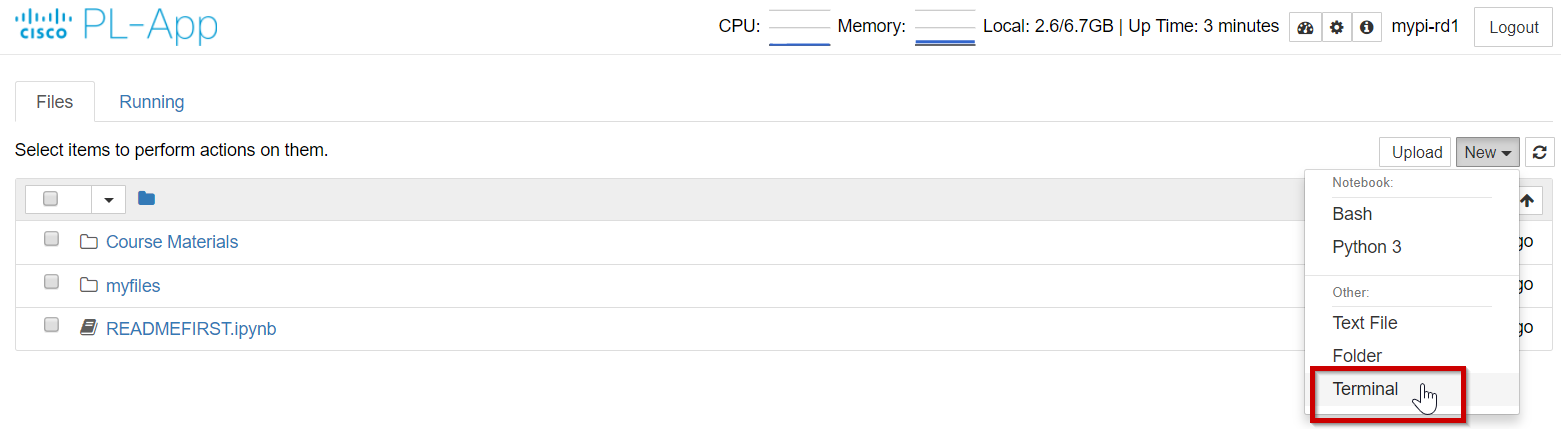 cisco PL-App CPU: Memory: Local: 2.6/6.7GB | Up Time: 3 minutes mypi-rd1 Logout
Files Running
Select items to perform actions on them. Upload New
Notebook:
Bash
Course Materials go
Python 3
myfiles go
Other:
READMEFIRST.ipynb Text File go
Folder
Terminal